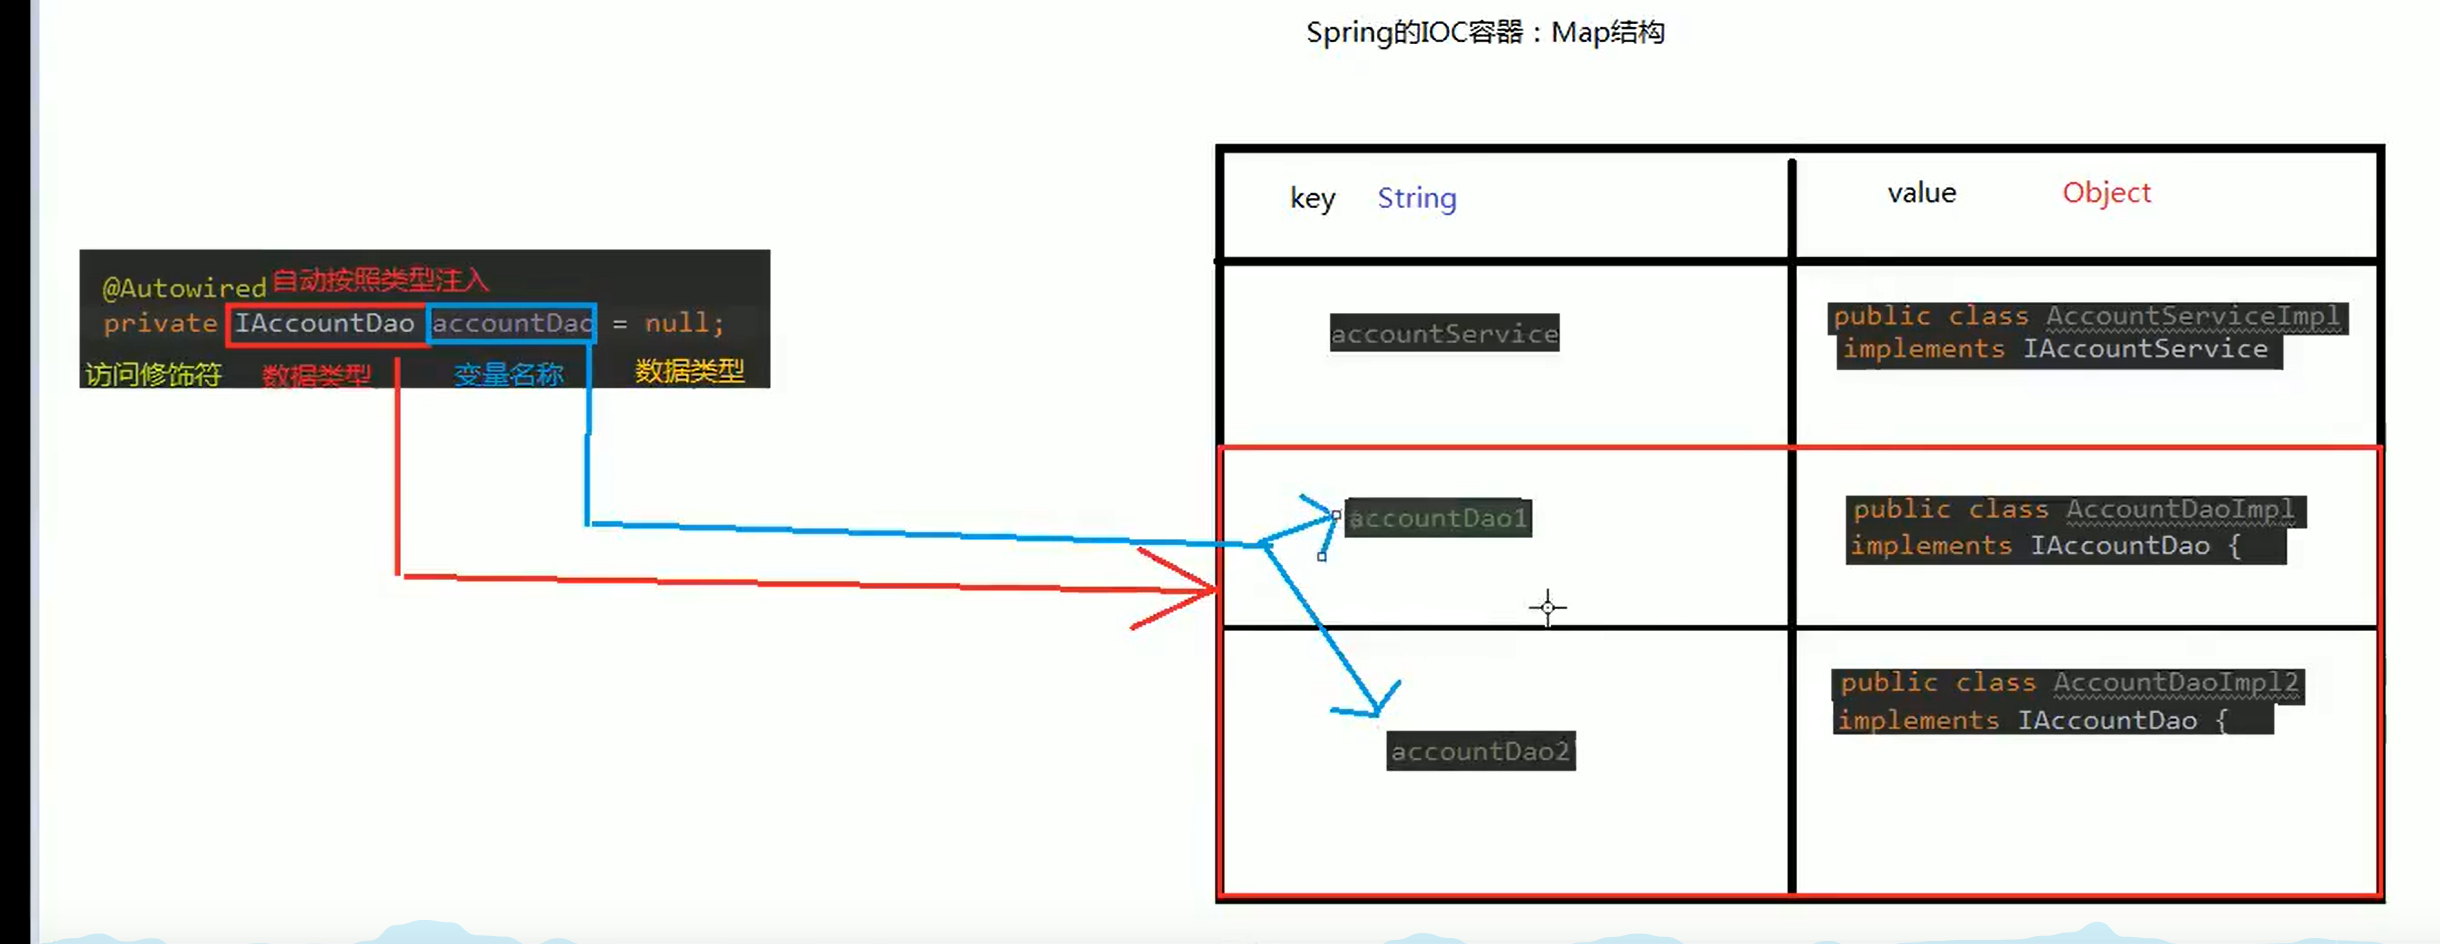 Spring的IOC容器：Map结构
key String value Object
@Autowired 自动按照类型注入
private IAccountDao accountDao = null;
访问修饰符 数据类型 变量名称 数据类型
accountService
public class AccountServiceImpl
implements IAccountService
accountDao1
public class AccountDaoImpl
implements IAccountDao {
accountDao2
public class AccountDaoImpl2
implements IAccountDao {